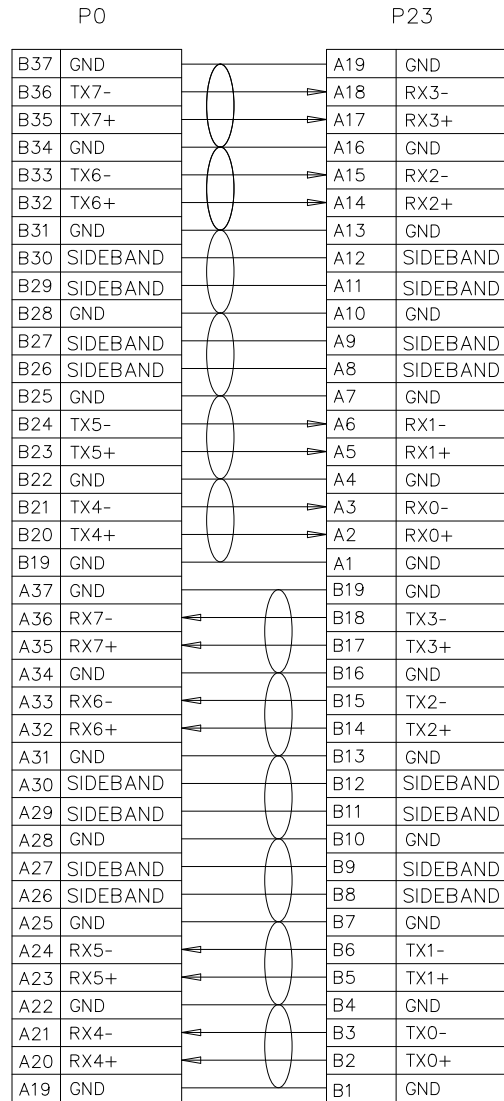 P0 P23
B37 GND A19 GND
B36 TX7- A18 RX3-
B35 TX7+ A17 RX3+
B34 GND A16 GND
B33 TX6- A15 RX2-
B32 TX6+ A14 RX2+
B31 GND A13 GND
B30 SIDEBAND A12 SIDEBAND
B29 SIDEBAND A11 SIDEBAND
B28 GND A10 GND
B27 SIDEBAND A9 SIDEBAND
B26 SIDEBAND A8 SIDEBAND
B25 GND A7 GND
B24 TX5- A6 RX1-
B23 TX5+ A5 RX1+
B22 GND A4 GND
B21 TX4- A3 RX0-
B20 TX4+ A2 RX0+
B19 GND A1 GND
A37 GND B19 GND
A36 RX7- B18 TX3-
A35 RX7+ B17 TX3+
A34 GND B16 GND
A33 RX6- B15 TX2-
A32 RX6+ B14 TX2+
A31 GND B13 GND
A30 SIDEBAND B12 SIDEBAND
A29 SIDEBAND B11 SIDEBAND
A28 GND B10 GND
A27 SIDEBAND B9 SIDEBAND
A26 SIDEBAND B8 SIDEBAND
A25 GND B7 GND
A24 RX5- B6 TX1-
A23 RX5+ B5 TX1+
A22 GND B4 GND
A21 RX4- B3 TX0-
A20 RX4+ B2 TX0+
A19 GND B1 GND